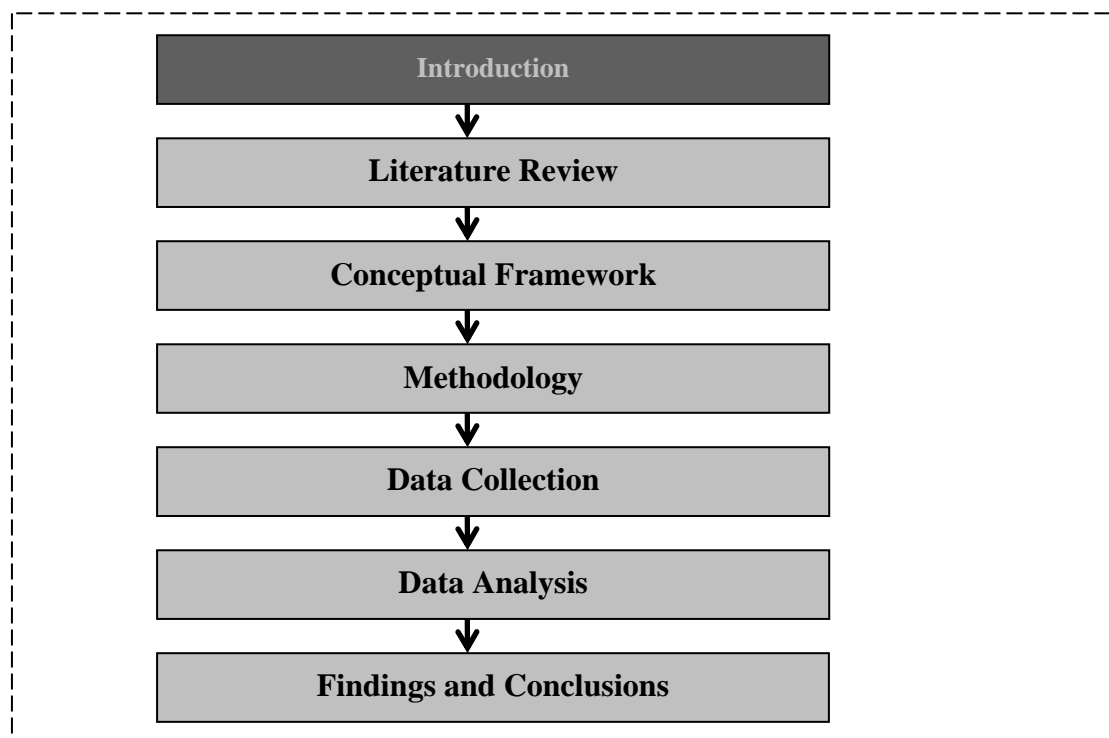 Introduction
Literature Review
Conceptual Framework
Methodology
Data Collection
Data Analysis
Findings and Conclusions